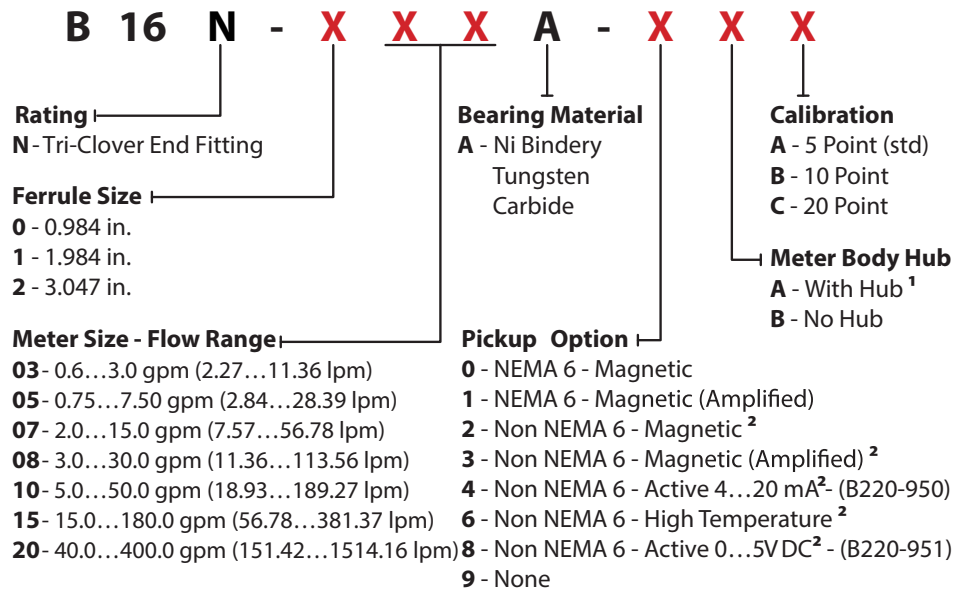 B 16 N - X X X A - X X X
Rating
N - Tri-Clover End Fitting
Ferrule Size
0 - 0.984 in.
1 - 1.984 in.
2 - 3.047 in.
Meter Size - Flow Range
03 - 0.6…3.0 gpm (2.27…11.36 lpm)
05 - 0.75…7.50 gpm (2.84…28.39 lpm)
07 - 2.0…15.0 gpm (7.57…56.78 lpm)
08 - 3.0…30.0 gpm (11.36…113.56 lpm)
10 - 5.0…50.0 gpm (18.93…189.27 lpm)
15 - 15.0…180.0 gpm (56.78…381.37 lpm)
20 - 40.0…400.0 gpm (151.42…1514.16 lpm)
Bearing Material
A - Ni Bindery
Tungsten
Carbide
Pickup Option
0 - NEMA 6 - Magnetic
1 - NEMA 6 - Magnetic (Amplified)
2 - Non NEMA 6 - Magnetic ²
3 - Non NEMA 6 - Magnetic (Amplified) ²
4 - Non NEMA 6 - Active 4…20 mA² - (B220-950)
6 - Non NEMA 6 - High Temperature ²
8 - Non NEMA 6 - Active 0…5V DC² - (B220-951)
9 - None
Calibration
A - 5 Point (std)
B - 10 Point
C - 20 Point
Meter Body Hub
A - With Hub ¹
B - No Hub